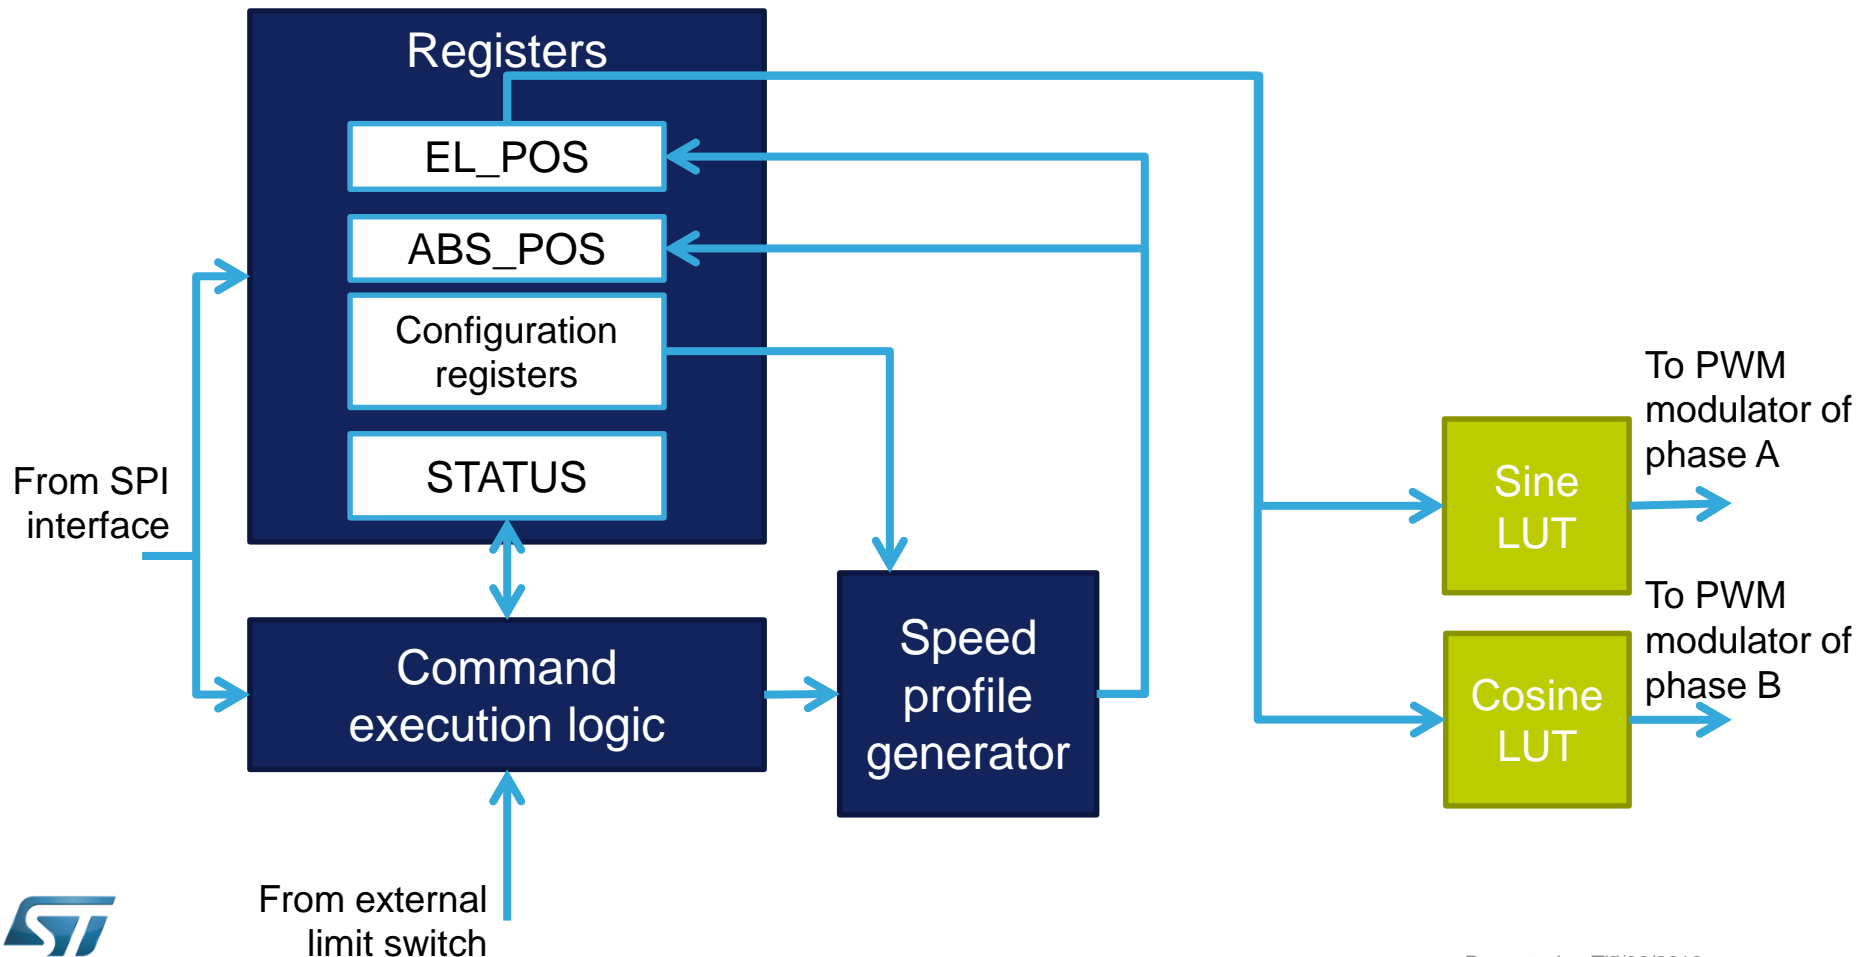 Registers
EL_POS
ABS_POS
Configuration
registers
STATUS
From SPI
interface
Command
execution logic
Speed
profile
generator
From external
limit switch
Sine
LUT
To PWM
modulator of
phase A
Cosine
LUT
To PWM
modulator of
phase B
ST